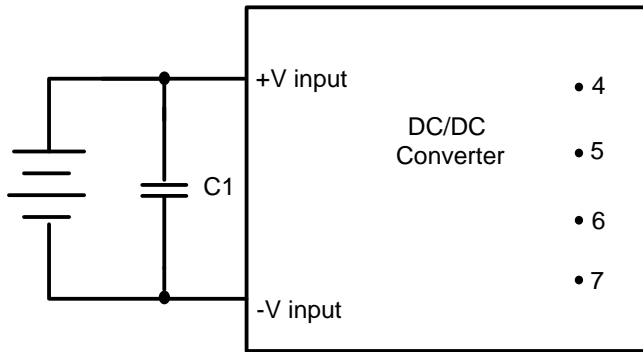 +V input
4
DC/DC
Converter
5
C1
6
7
-V input